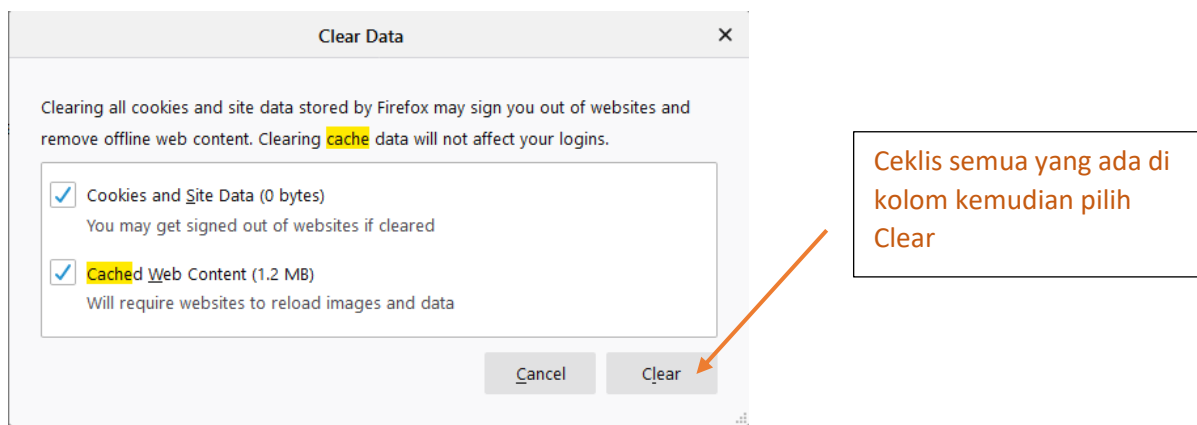 Clear Data
Clearing all cookies and site data stored by Firefox may sign you out of websites and
remove offline web content. Clearing cache data will not affect your logins.
Cookies and Site Data (0 bytes)
You may get signed out of websites if cleared
Cached Web Content (1.2 MB)
Will require websites to reload images and data
Cancel
Clear
Ceklis semua yang ada di
kolom kemudian pilih
Clear